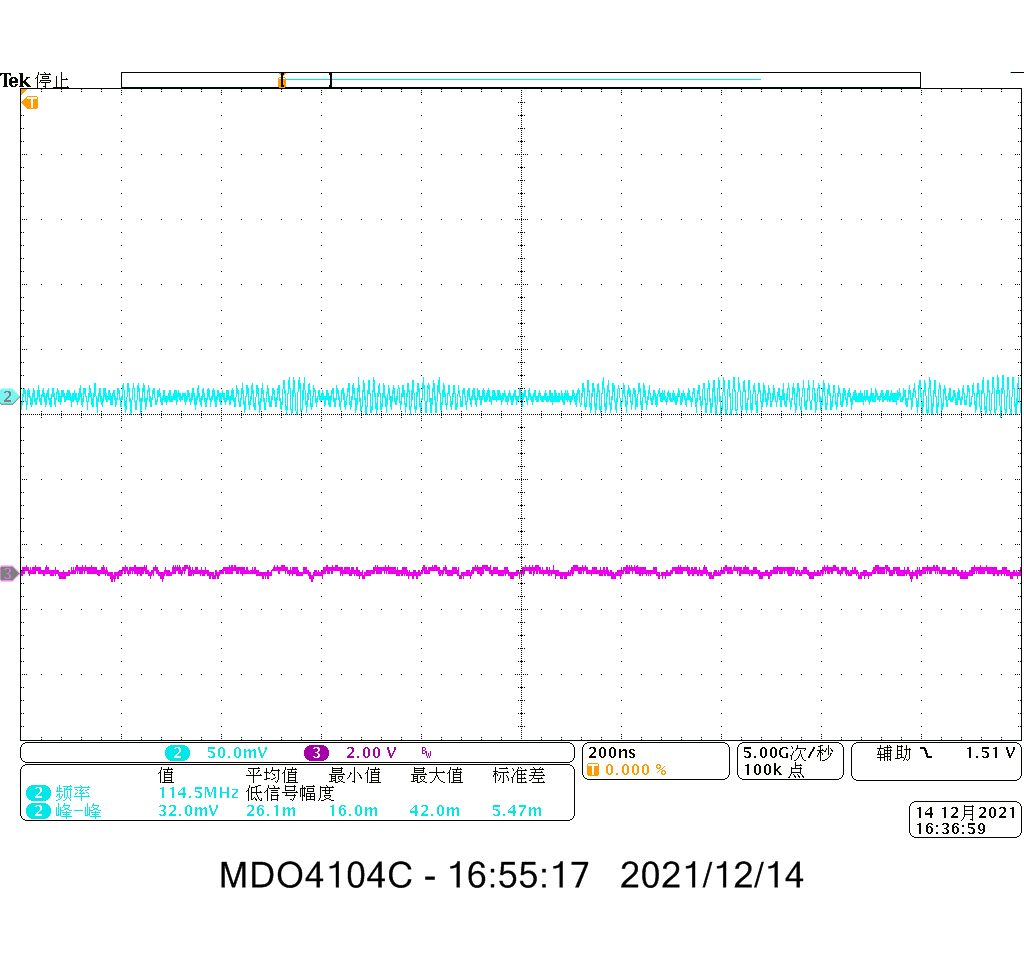 Tek 停止
T
2
3
2 50.0mV 3 2.00 V BW
200ns
T 0.000 %
5.00G次/秒
100k 点
辅助 1.51 V
值 平均值 最小值 最大值 标准差
2 频率 114.5MHz 低信号幅度
2 峰-峰 32.0mV 26.1m 16.0m 42.0m 5.47m
14 12月2021
16:36:59
MDO4104C - 16:55:17 2021/12/14